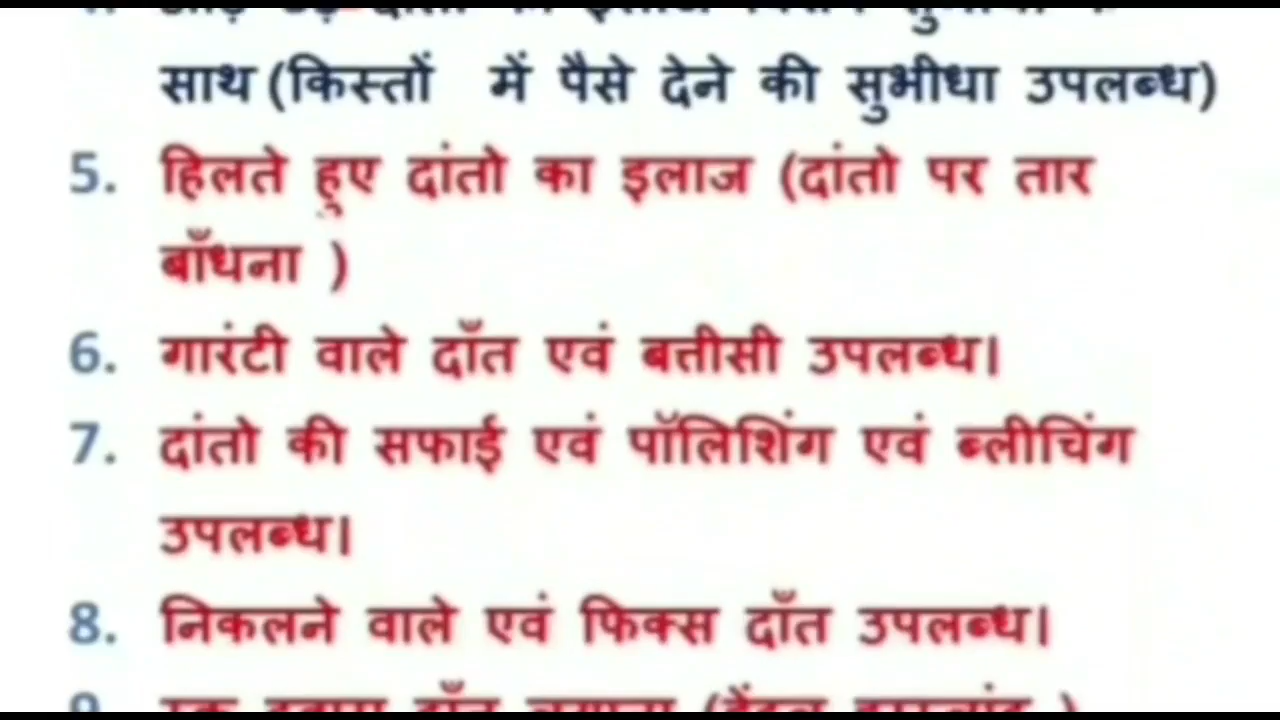 साथ (किस्तों में पैसे देने की सुभीधा उपलब्ध)
5. हिलते हुए दांतो का इलाज (दांतो पर तार
बाँधना )
6. गारंटी वाले दाँत एवं बत्तीसी उपलब्ध।
7. दांतो की सफाई एवं पॉलिशिंग एवं ब्लीचिंग
उपलब्ध।
8. निकलने वाले एवं फिक्स दाँत उपलब्ध।
9.